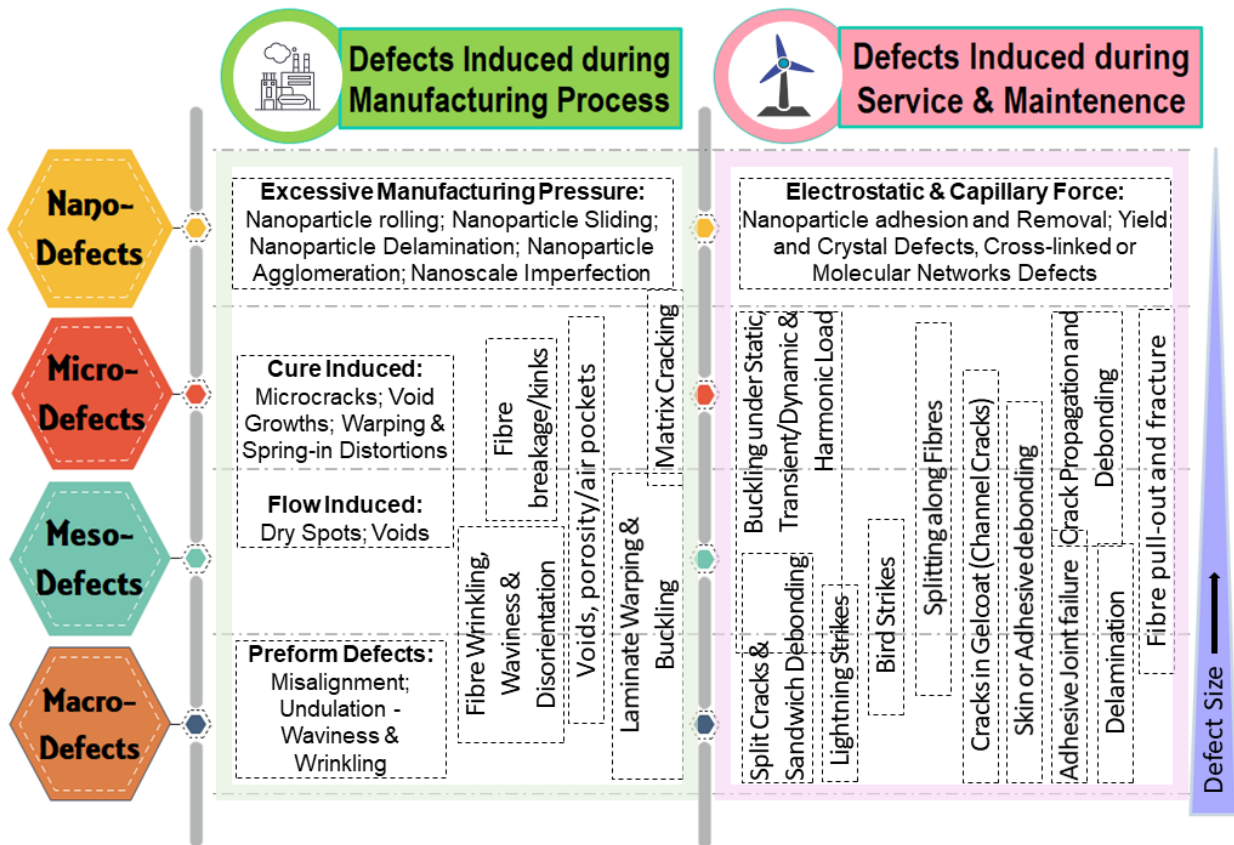 Defects Induced during
Manufacturing Process
Defects Induced during
Service & Maintenence
Nano-
Defects
Excessive Manufacturing Pressure:
Nanoparticle rolling; Nanoparticle Sliding;
Nanoparticle Delamination; Nanoparticle
Agglomeration; Nanoscale Imperfection
Electrostatic & Capillary Force:
Nanoparticle adhesion and Removal; Yield
and Crystal Defects, Cross-linked or
Molecular Networks Defects
Micro-
Defects
Cure Induced:
Microcracks; Void
Growths; Warping &
Spring-in Distortions
Flow Induced:
Dry Spots; Voids
Fibre
breakage/kinks
Voids, porosity/air pockets
Matrix Cracking
Buckling under Static,
Transient/Dynamic &
Harmonic Load
Splitting along Fibres
Cracks in Gelcoat (Channel Cracks)
Skin or Adhesive debonding
Crack Propagation and
Debonding
Fibre pull-out and fracture
Meso-
Defects
Fibre Wrinkling,
Waviness &
Disorientation
Laminate Warping &
Buckling
Split Cracks &
Sandwich Debonding
Lightning Strikes
Bird Strikes
Adhesive Joint failure
Delamination
Macro-
Defects
Preform Defects:
Misalignment;
Undulation -
Waviness &
Wrinkling
Defect Size